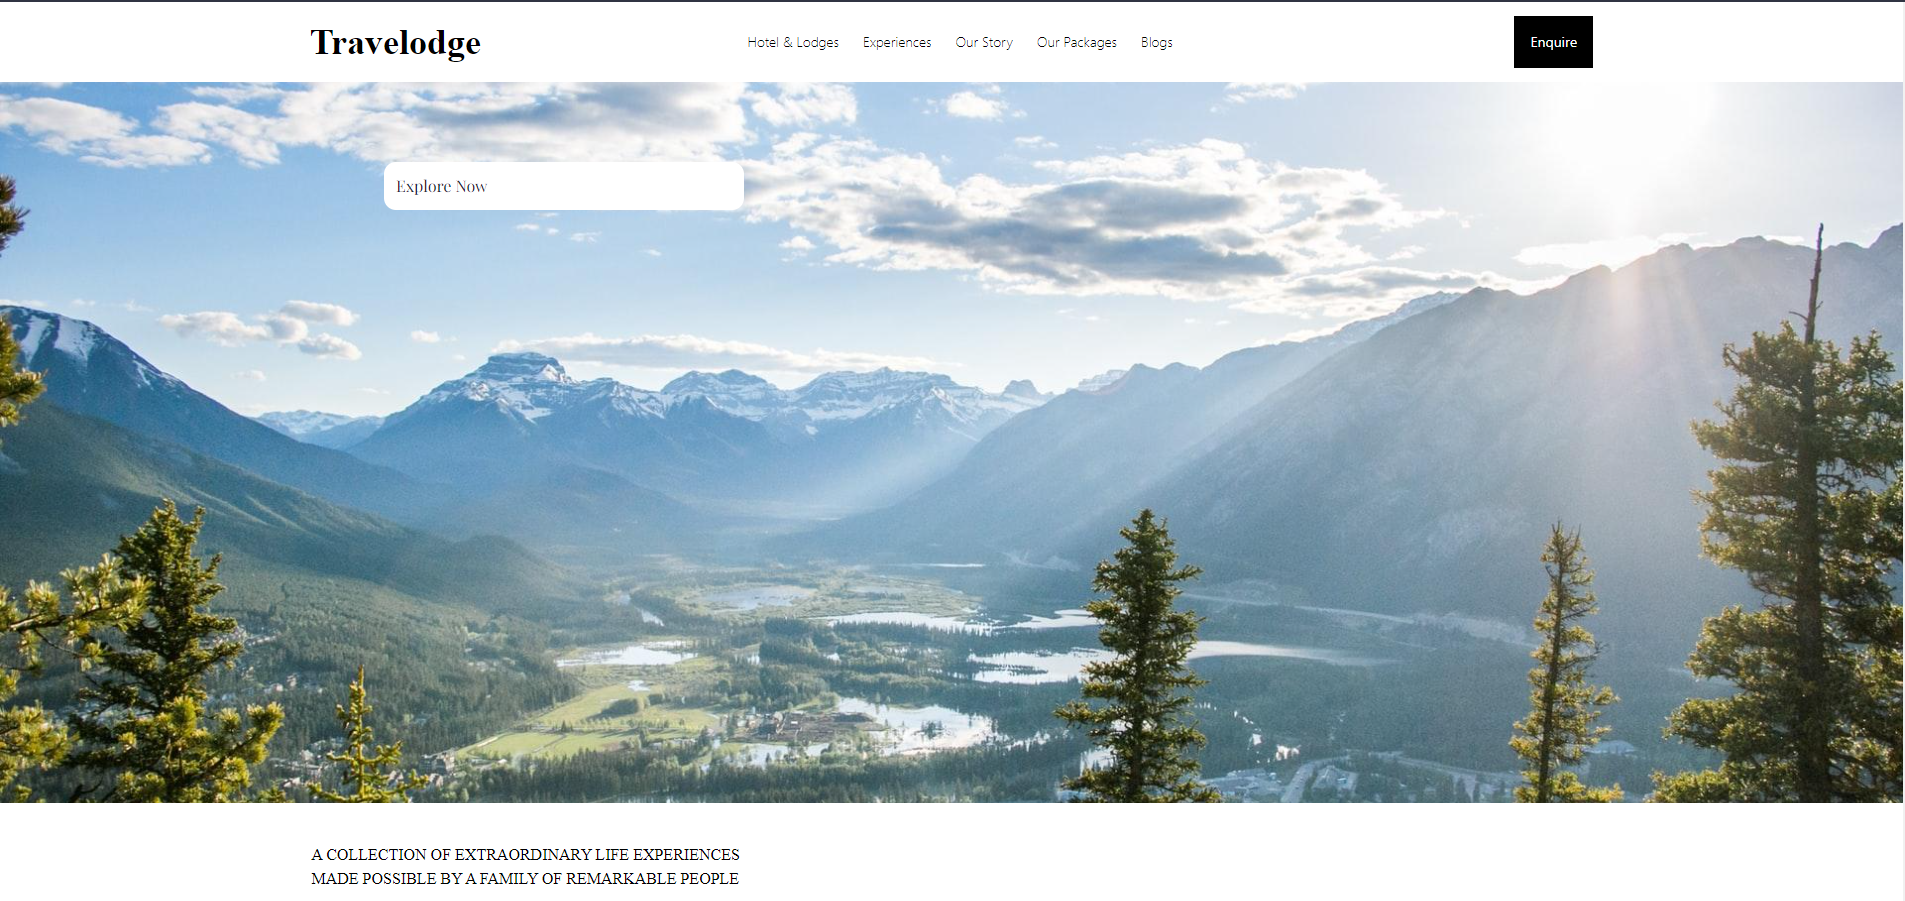 Travelodge
Hotel & Lodges Experiences Our Story Our Packages Blogs
Enquire
Explore Now
A COLLECTION OF EXTRAORDINARY LIFE EXPERIENCES
MADE POSSIBLE BY A FAMILY OF REMARKABLE PEOPLE